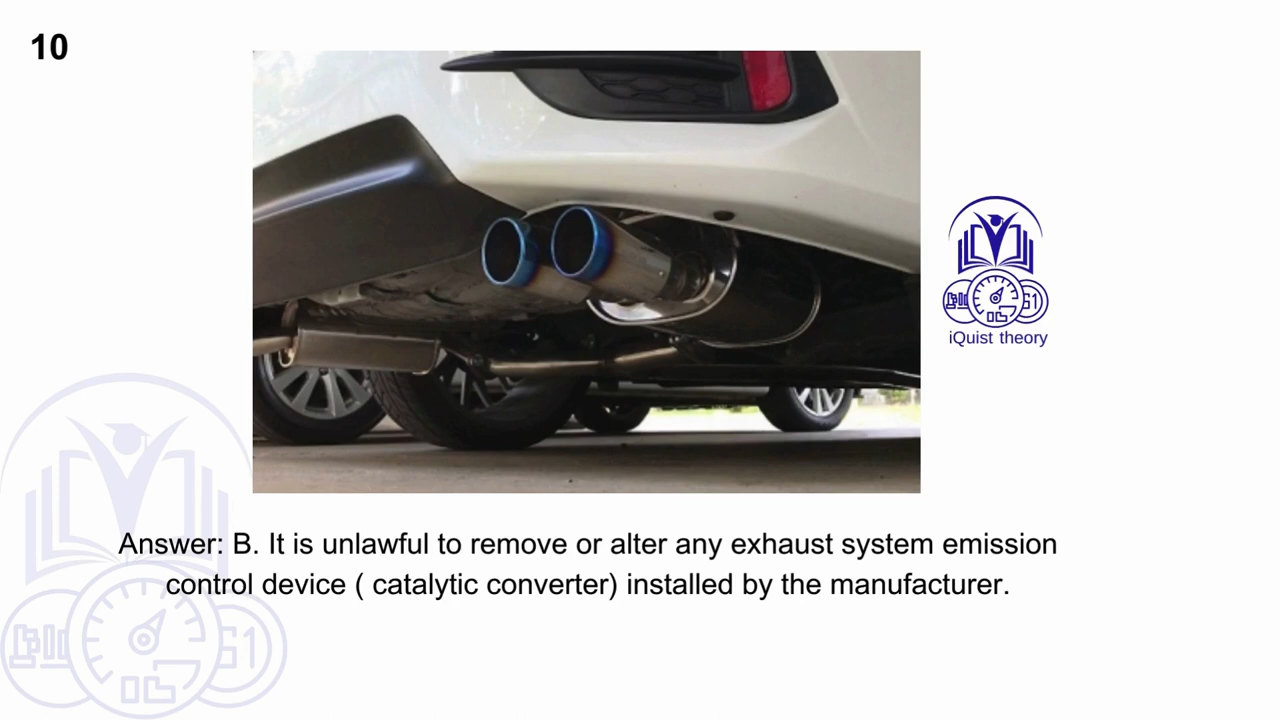 10
iQuist theory
Answer: B. It is unlawful to remove or alter any exhaust system emission
control device ( catalytic converter) installed by the manufacturer.